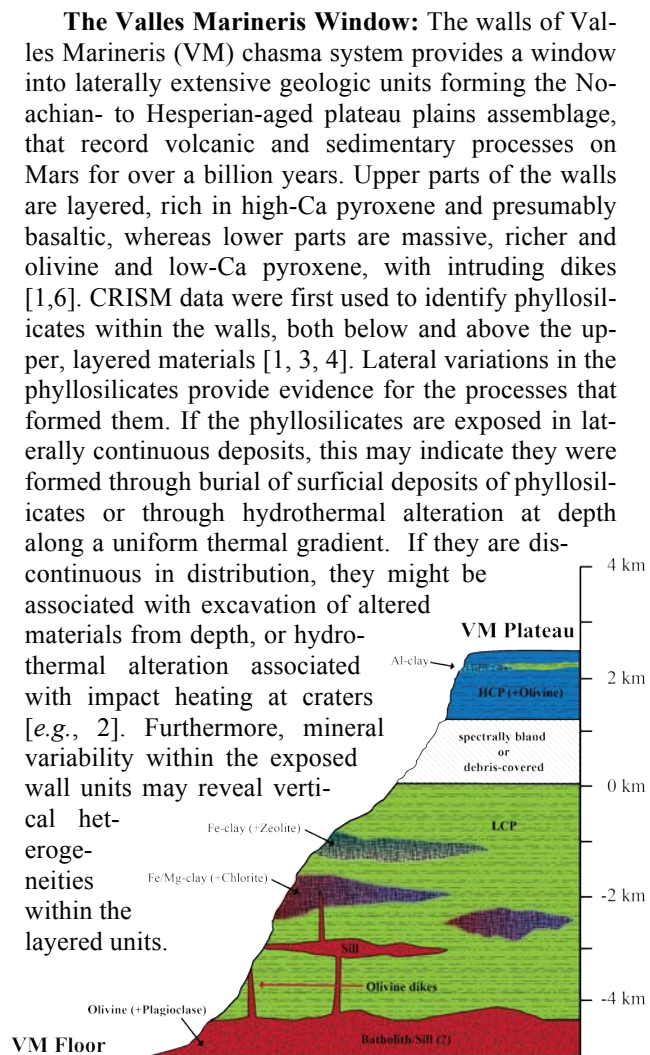 The Valles Marineris Window: The walls of Val-
les Marineris (VM) chasma system provides a window
into laterally extensive geologic units forming the No-
achian- to Hesperian-aged plateau plains assemblage,
that record volcanic and sedimentary processes on
Mars for over a billion years. Upper parts of the walls
are layered, rich in high-Ca pyroxene and presumably
basaltic, whereas lower parts are massive, richer and
olivine and low-Ca pyroxene, with intruding dikes
[1,6]. CRISM data were first used to identify phyllosil-
icates within the walls, both below and above the up-
per, layered materials [1, 3, 4]. Lateral variations in the
phyllosilicates provide evidence for the processes that
formed them. If the phyllosilicates are exposed in lat-
erally continuous deposits, this may indicate they were
formed through burial of surficial deposits of phyllosil-
icates or through hydrothermal alteration at depth
along a uniform thermal gradient. If they are dis-
continuous in distribution, they might be
associated with excavation of altered
materials from depth, or hydro-
thermal alteration associated
with impact heating at craters
[e.g., 2]. Furthermore, mineral
variability within the exposed
wall units may reveal verti-
cal het-
eroge-
neities
within the
layered units.
4 km
VM Plateau
Al-clay
2 km
HCP (+Olivine)
spectrally bland
or
debris-covered
0 km
LCP
Fe-clay (+Zeolite)
Fe/Mg-clay (+Chlorite)
-2 km
Sill
Olivine dikes
-4 km
Olivine (+Plagioclase)
VM Floor
Batholith/Sill (?)